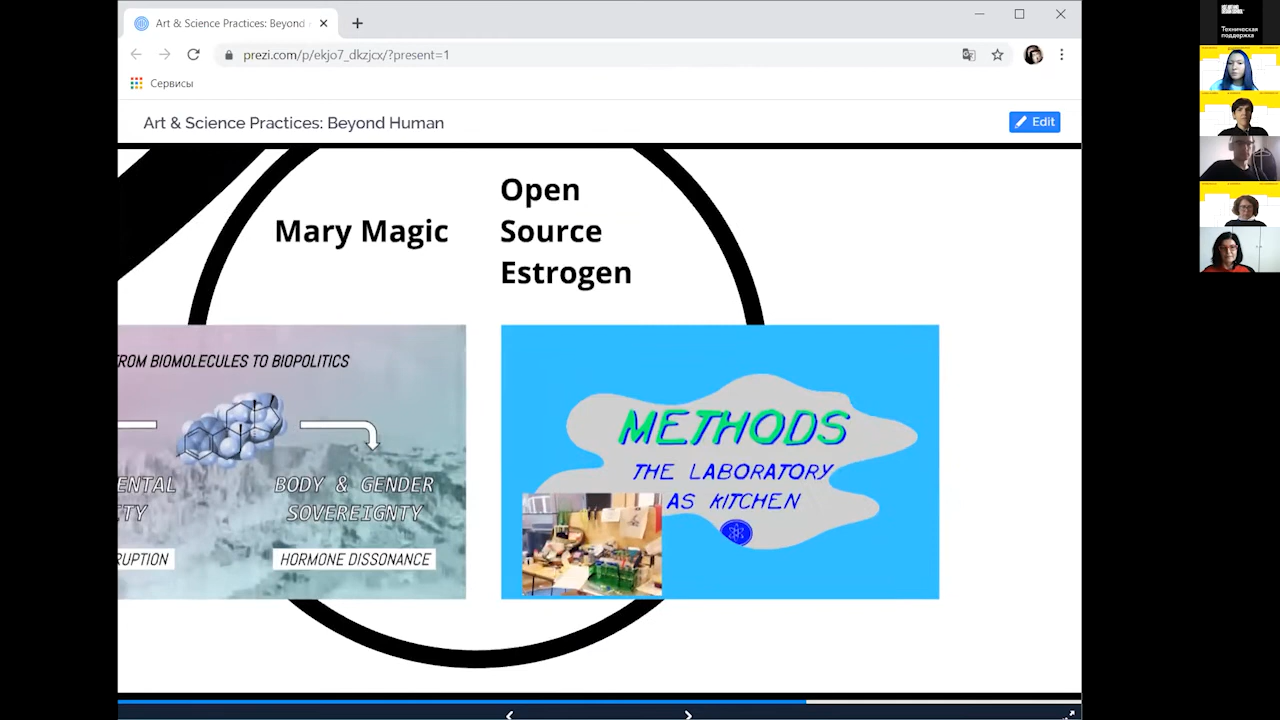 Art & Science Practices: Beyond
prezi.com/p/ekjo7_dkzjcx/?present=1
Сервисы
Art & Science Practices: Beyond Human
Edit
Mary Magic
Open
Source
Estrogen
ROM BIOMOLECULES TO BIOPOLITICS
ENTAL
TY
BODY & GENDER
SOVEREIGNTY
RUPTION
HORMONE DISSONANCE
METHODS
THE LABORATORY
AS KITCHEN
Техническая
поддержка